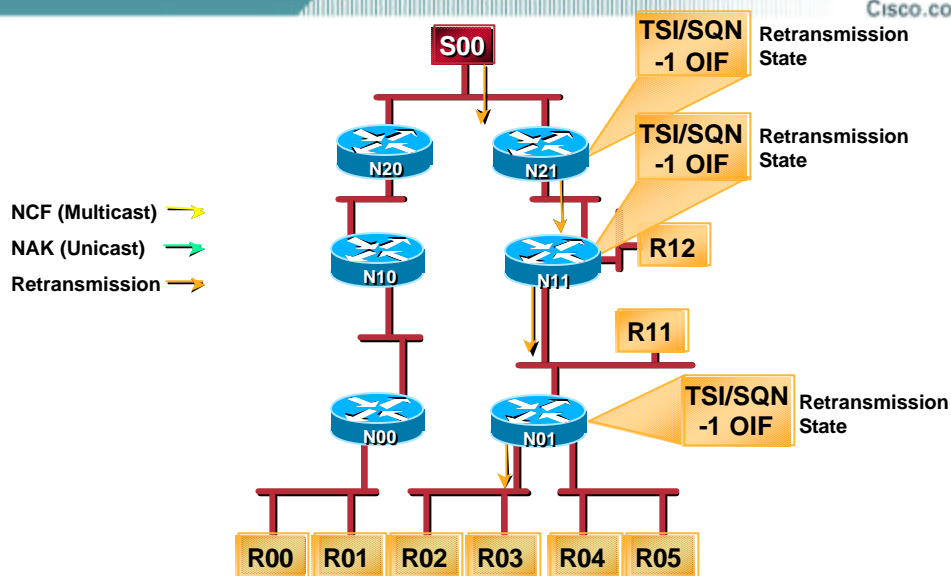 Cisco.co
S00
TSI/SQN
-1 OIF
Retransmission
State
N20
N21
TSI/SQN
-1 OIF
Retransmission
State
NCF (Multicast)
NAK (Unicast)
Retransmission
N10
N11
R12
R11
N00
N01
TSI/SQN
-1 OIF
Retransmission
State
R00
R01
R02
R03
R04
R05